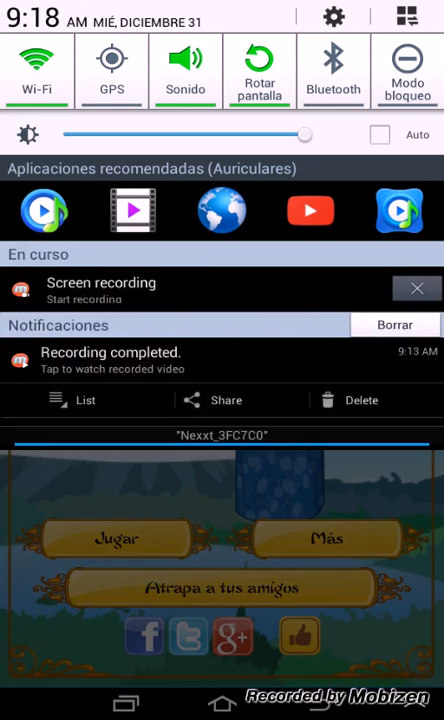 9:18 AM MIÉ, DICIEMBRE 31
Wi-Fi
GPS
Sonido
Rotar
pantalla
Bluetooth
Modo
bloqueo
Auto
Aplicaciones recomendadas (Auriculares)
En curso
Screen recording
Start recording
Notificaciones
Borrar
Recording completed.
9:13 AM
Tap to watch recorded video
List
Share
Delete
"Nexxt_3FC7C0"
Jugar
Más
Atrapa a tus amigos
Recorded by Mobizen